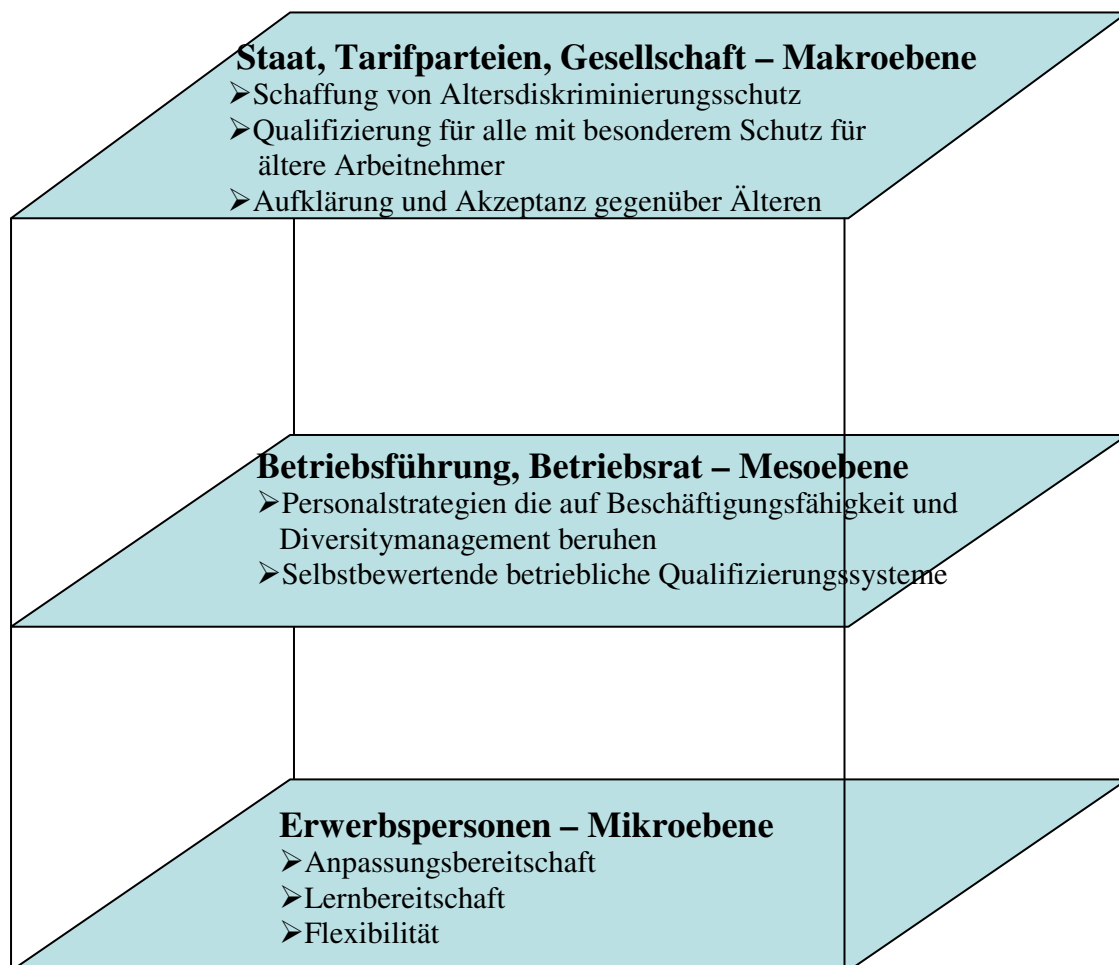 Staat, Tarifparteien, Gesellschaft – Makroebene
➢Schaffung von Altersdiskriminierungsschutz
➢Qualifizierung für alle mit besonderem Schutz für
ältere Arbeitnehmer
➢Aufklärung und Akzeptanz gegenüber Älteren
Betriebsführung, Betriebsrat – Mesoebene
➢Personalstrategien die auf Beschäftigungsfähigkeit und
Diversitymanagement beruhen
➢Selbstbewertende betriebliche Qualifizierungssysteme
Erwerbspersonen – Mikroebene
➢Anpassungsbereitschaft
➢Lernbereitschaft
➢Flexibilität